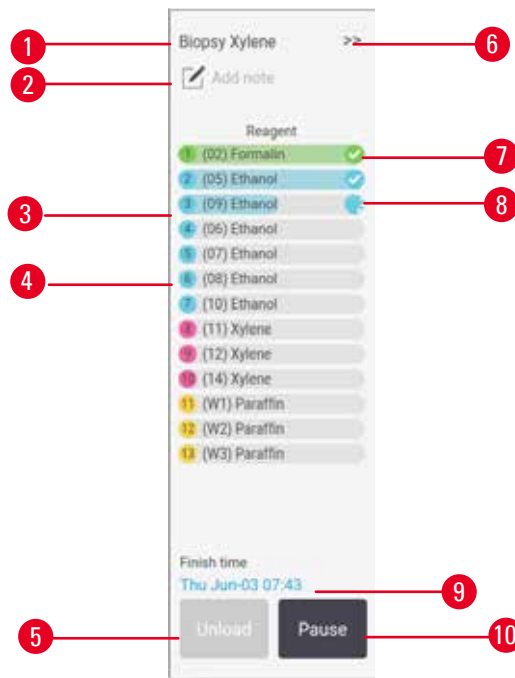 1 Biopsy Xylene >> 6
2 Add note
Reagent
1 (02) Formalin 7
2 (05) Ethanol
3 3 (09) Ethanol 8
4 (06) Ethanol
5 (07) Ethanol
4 6 (08) Ethanol
7 (10) Ethanol
8 (11) Xylene
9 (12) Xylene
10 (14) Xylene
11 (W1) Paraffin
12 (W2) Paraffin
13 (W3) Paraffin
Finish time
Thu Jun-03 07:43 9
5 Unload Pause 10